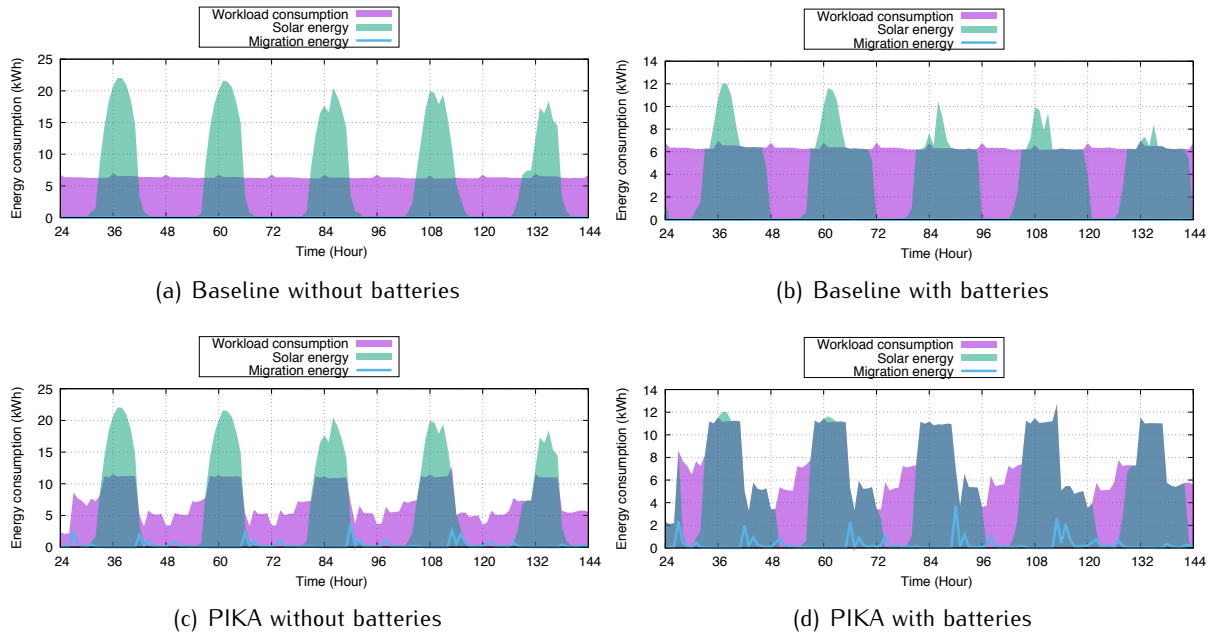 Workload consumption
Solar energy
Migration energy
Energy consumption (kWh)
25
20
15
10
5
0
24 36 48 60 72 84 96 108 120 132 144
Time (Hour)
(a) Baseline without batteries
Workload consumption
Solar energy
Migration energy
Energy consumption (kWh)
14
12
10
8
6
4
2
0
24 36 48 60 72 84 96 108 120 132 144
Time (Hour)
(b) Baseline with batteries
Workload consumption
Solar energy
Migration energy
Energy consumption (kWh)
25
20
15
10
5
0
24 36 48 60 72 84 96 108 120 132 144
Time (Hour)
(c) PIKA without batteries
Workload consumption
Solar energy
Migration energy
Energy consumption (kWh)
14
12
10
8
6
4
2
0
24 36 48 60 72 84 96 108 120 132 144
Time (Hour)
(d) PIKA with batteries